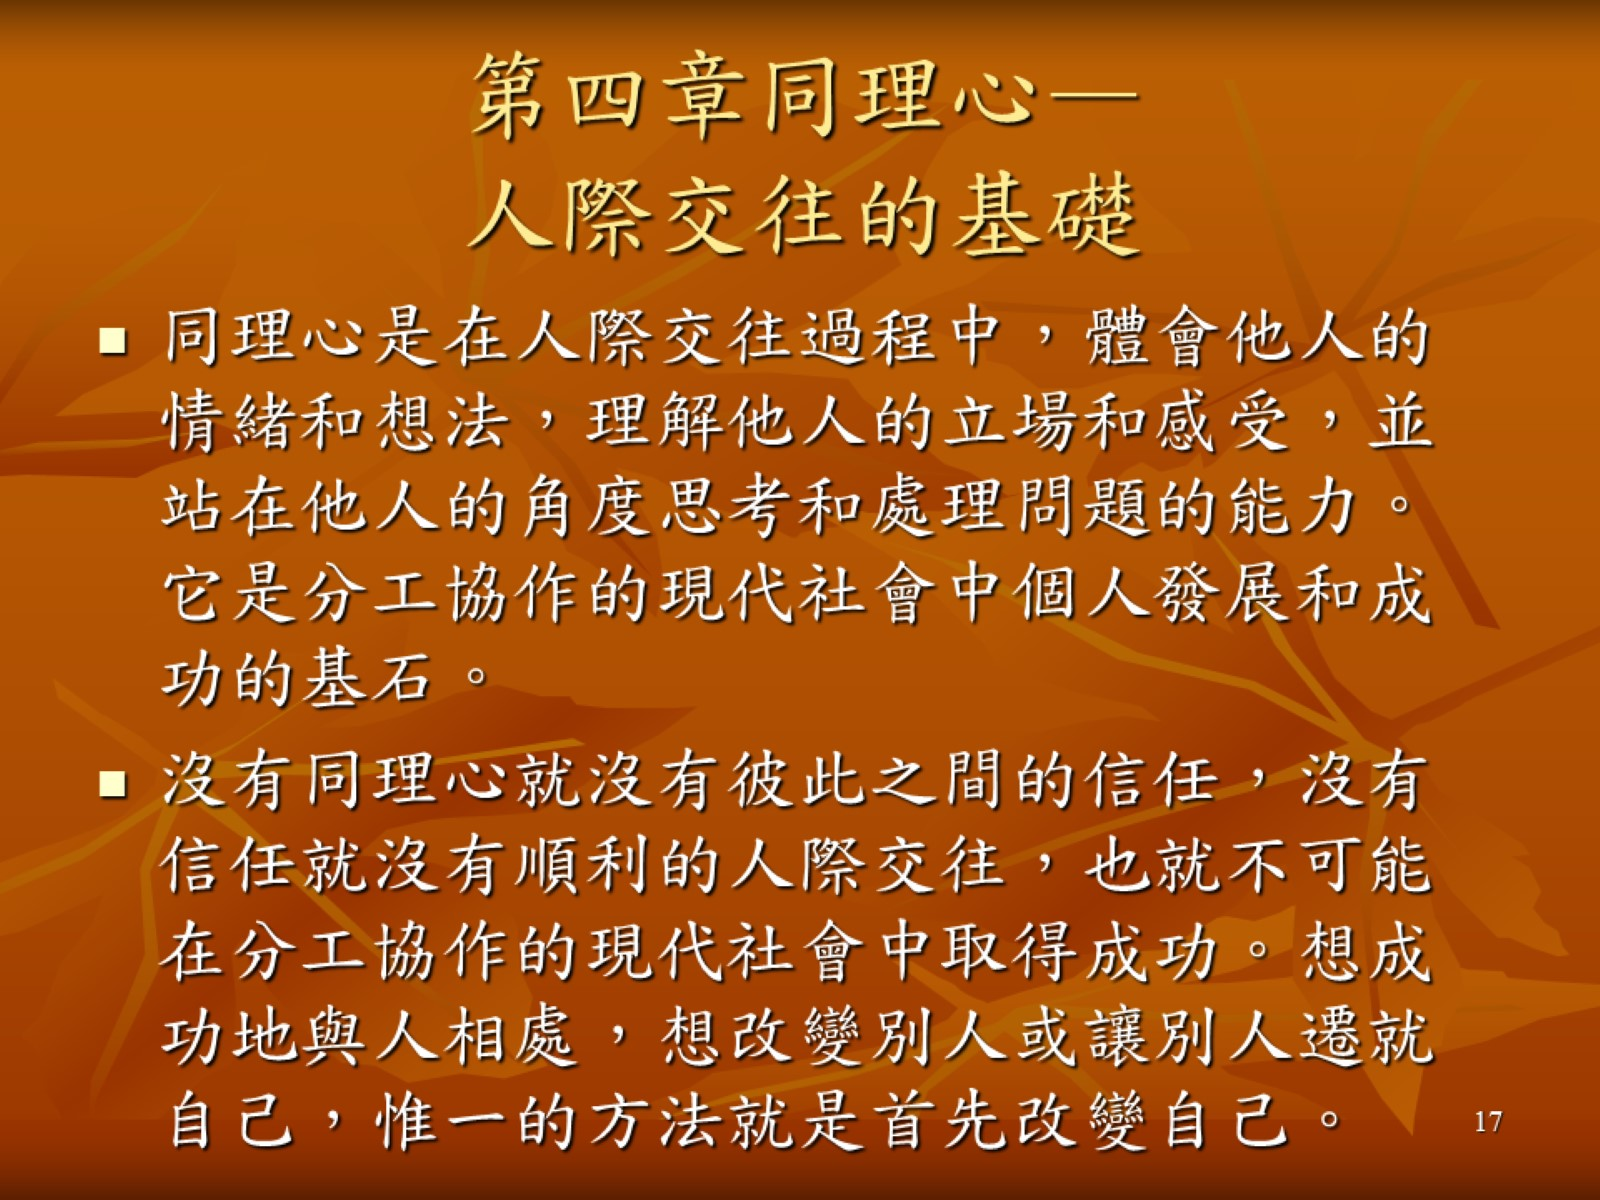 第四章同理心—
人際交往的基礎
同理心是在人際交往過程中，體會他人的
情緒和想法，理解他人的立場和感受，並
站在他人的角度思考和處理問題的能力。
它是分工協作的現代社會中個人發展和成
功的基石。
沒有同理心就沒有彼此之間的信任，沒有
信任就沒有順利的人際交往，也就不可能
在分工協作的現代社會中取得成功。想成
功地與人相處，想改變別人或讓別人遷就
自己，惟一的方法就是首先改變自己。
17